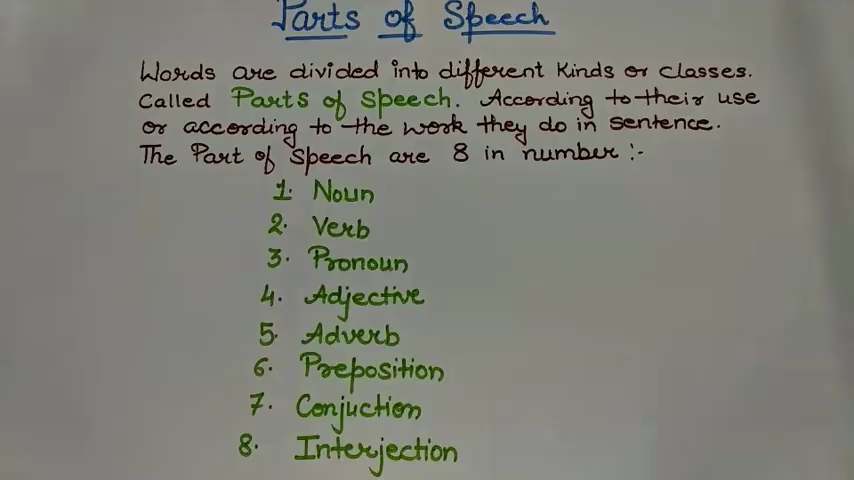 Parts of Speech
Words are divided into different kinds or classes.
Called Parts of Speech. According to their use
or according to the work they do in sentence.
The Part of Speech are 8 in number :-
1. Noun
2. Verb
3. Pronoun
4. Adjective
5. Adverb
6. Preposition
7. Conjuction
8. Interjection